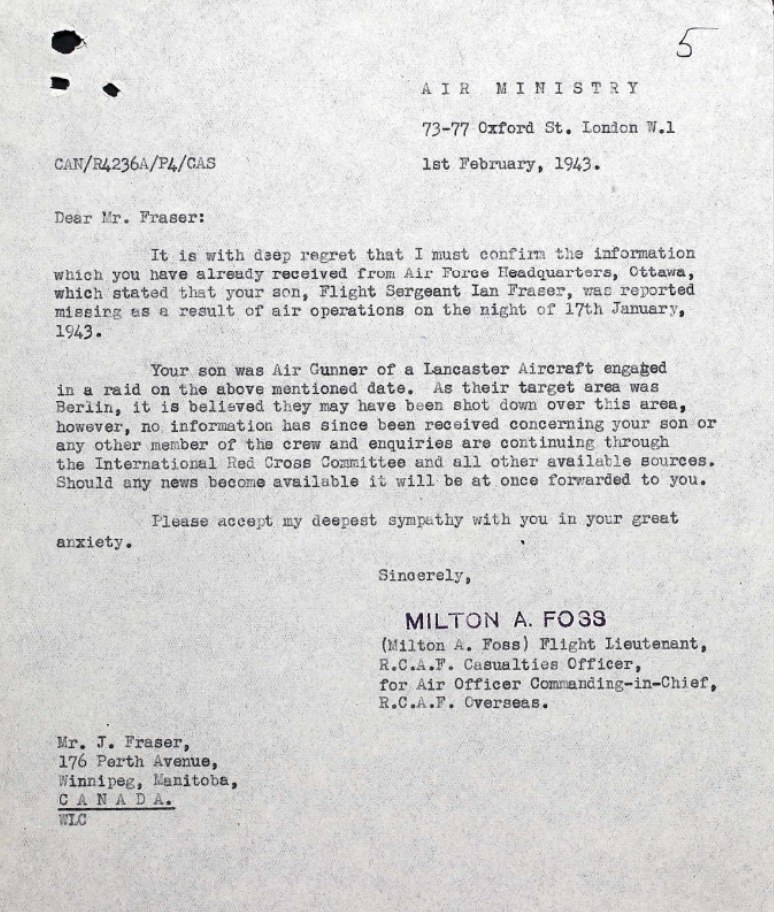 5
A I R   M I N I S T R Y
73-77 Oxford St. London W.1
CAN/R4236A/P4/CAS
1st February, 1943.
Dear Mr. Fraser:
It is with deep regret that I must confirm the information
which you have already received from Air Force Headquarters, Ottawa,
which stated that your son, Flight Sergeant Ian Fraser, was reported
missing as a result of air operations on the night of 17th January,
1943.
Your son was Air Gunner of a Lancaster Aircraft engaged
in a raid on the above mentioned date. As their target area was
Berlin, it is believed they may have been shot down over this area,
however, no information has since been received concerning your son or
any other member of the crew and enquiries are continuing through
the International Red Cross Committee and all other available sources.
Should any news become available it will be at once forwarded to you.
Please accept my deepest sympathy with you in your great
anxiety.
Sincerely,
MILTON A. FOSS
(Milton A. Foss) Flight Lieutenant,
R.C.A.F. Casualties Officer,
for Air Officer Commanding-in-Chief,
R.C.A.F. Overseas.
Mr. J. Fraser,
176 Perth Avenue,
Winnipeg, Manitoba,
C A N A D A.
WLC